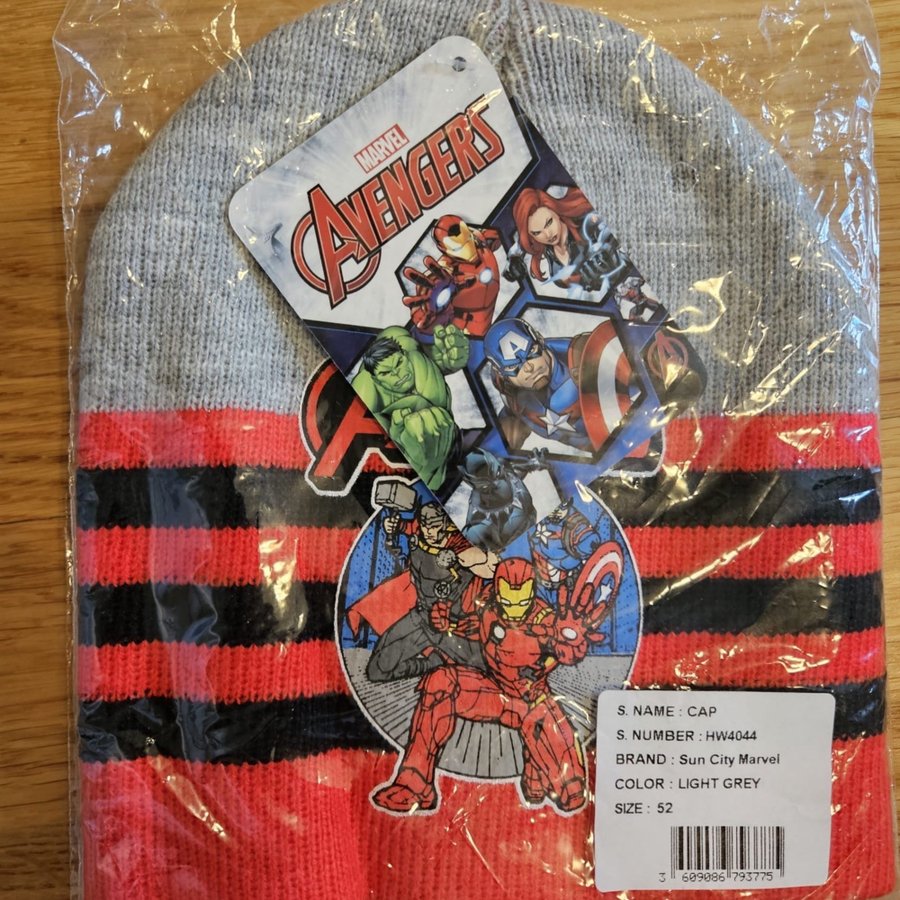 MARVEL
AVENGERS
S. NAME : CAP
S. NUMBER : HW4044
BRAND : Sun City Marvel
COLOR : LIGHT GREY
SIZE : 52
3 609086 793775